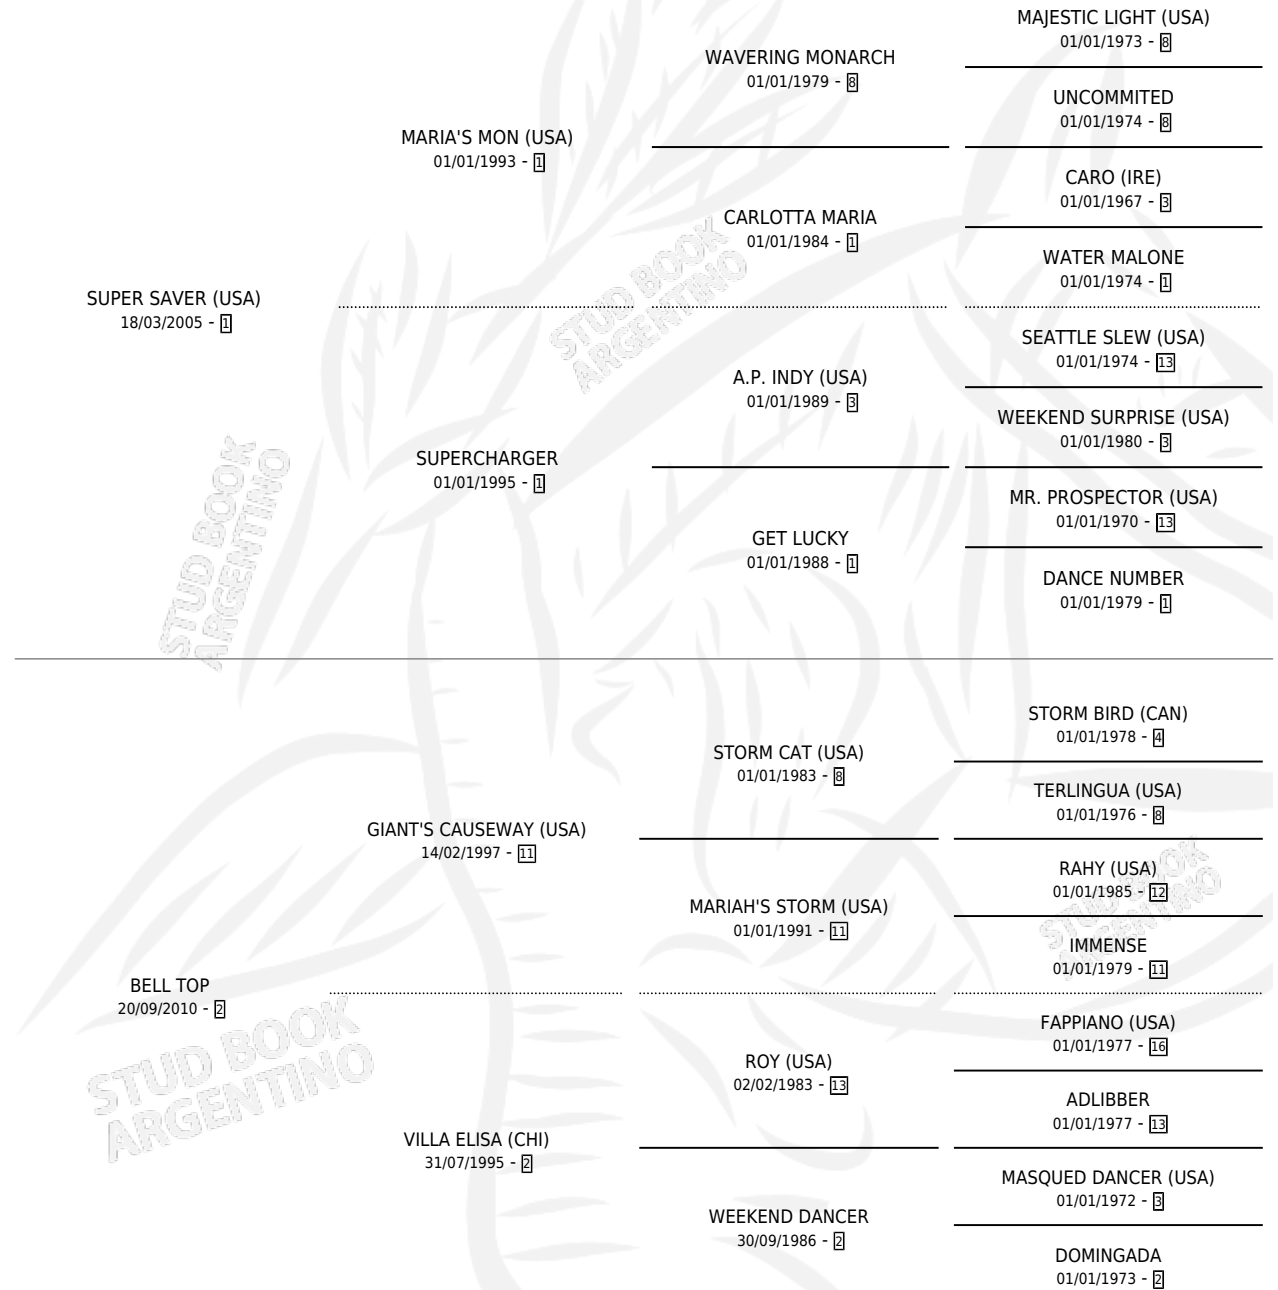 MAJESTIC LIGHT (USA)
01/01/1973 - 8
WAVERING MONARCH
01/01/1979 - 8
UNCOMMITED
01/01/1974 - 8
MARIA'S MON (USA)
01/01/1993 - 1
CARO (IRE)
01/01/1967 - 3
CARLOTTA MARIA
01/01/1984 - 1
WATER MALONE
01/01/1974 - 1
SUPER SAVER (USA)
18/03/2005 - 1
SEATTLE SLEW (USA)
01/01/1974 - 13
A.P. INDY (USA)
01/01/1989 - 3
WEEKEND SURPRISE (USA)
01/01/1980 - 3
SUPERCHARGER
01/01/1995 - 1
MR. PROSPECTOR (USA)
01/01/1970 - 13
GET LUCKY
01/01/1988 - 1
DANCE NUMBER
01/01/1979 - 1
STORM BIRD (CAN)
01/01/1978 - 4
STORM CAT (USA)
01/01/1983 - 8
TERLINGUA (USA)
01/01/1976 - 8
GIANT'S CAUSEWAY (USA)
14/02/1997 - 11
RAHY (USA)
01/01/1985 - 12
MARIAH'S STORM (USA)
01/01/1991 - 11
IMMENSE
01/01/1979 - 11
BELL TOP
20/09/2010 - 2
FAPPIANO (USA)
01/01/1977 - 16
ROY (USA)
02/02/1983 - 13
ADLIBBER
01/01/1977 - 13
VILLA ELISA (CHI)
31/07/1995 - 2
MASQUED DANCER (USA)
01/01/1972 - 3
WEEKEND DANCER
30/09/1986 - 2
DOMINGADA
01/01/1973 - 2
STUD BOOK
ARGENTINO
STUD BOOK
ARGENTINO
STUD BOOK
ARGENTINO
STUD BOOK
ARGENTINO